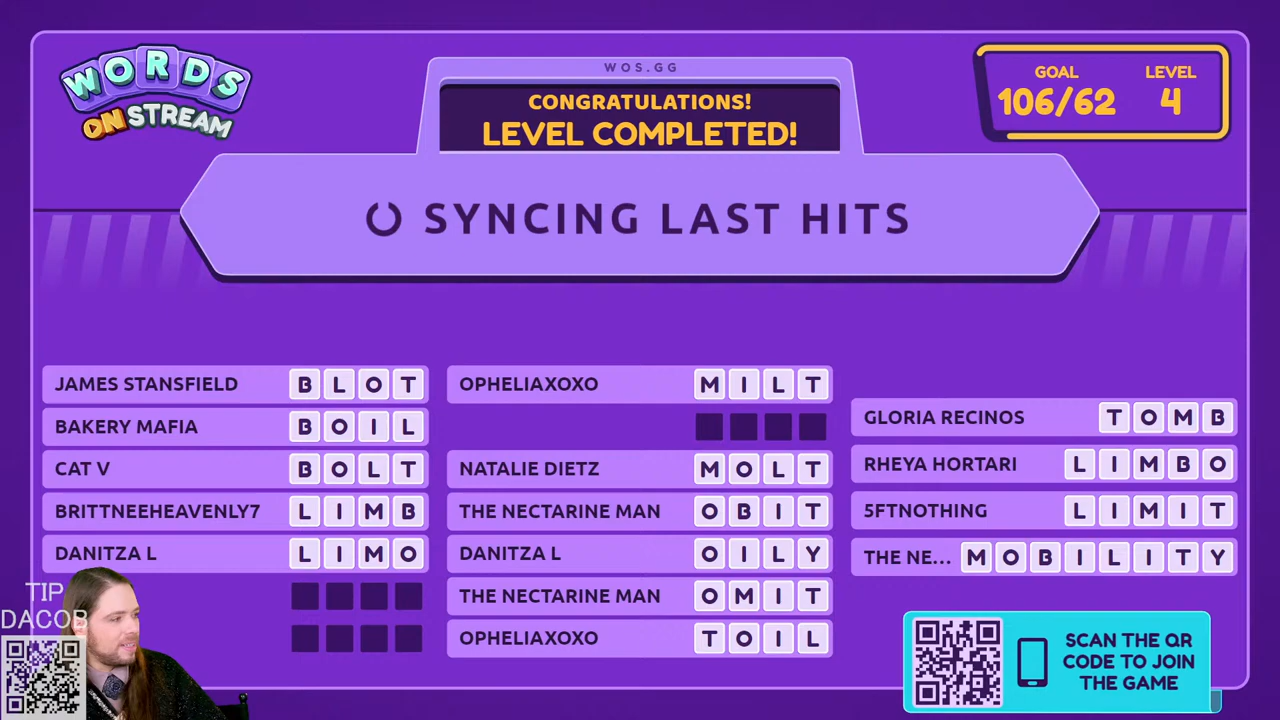 WORDS
ON STREAM
WOS.GG
CONGRATULATIONS!
LEVEL COMPLETED!
GOAL
106/62
LEVEL
4
SYNCING LAST HITS
JAMES STANSFIELD BLOT
BAKERY MAFIA BOIL
CAT V BOLT
BRITTNEEHEAVENLY7 LIMB
DANITZA L LIMO
OPHELIAXOXO MILT
NATALIE DIETZ MOLT
THE NECTARINE MAN OBIT
DANITZA L OILY
THE NECTARINE MAN OMIT
OPHELIAXOXO TOIL
GLORIA RECINOS TOMB
RHEYA HORTARI LIMBO
5FTNOTHING LIMIT
THE NE... MOBILITY
TIP
DACOB
SCAN THE QR
CODE TO JOIN
THE GAME